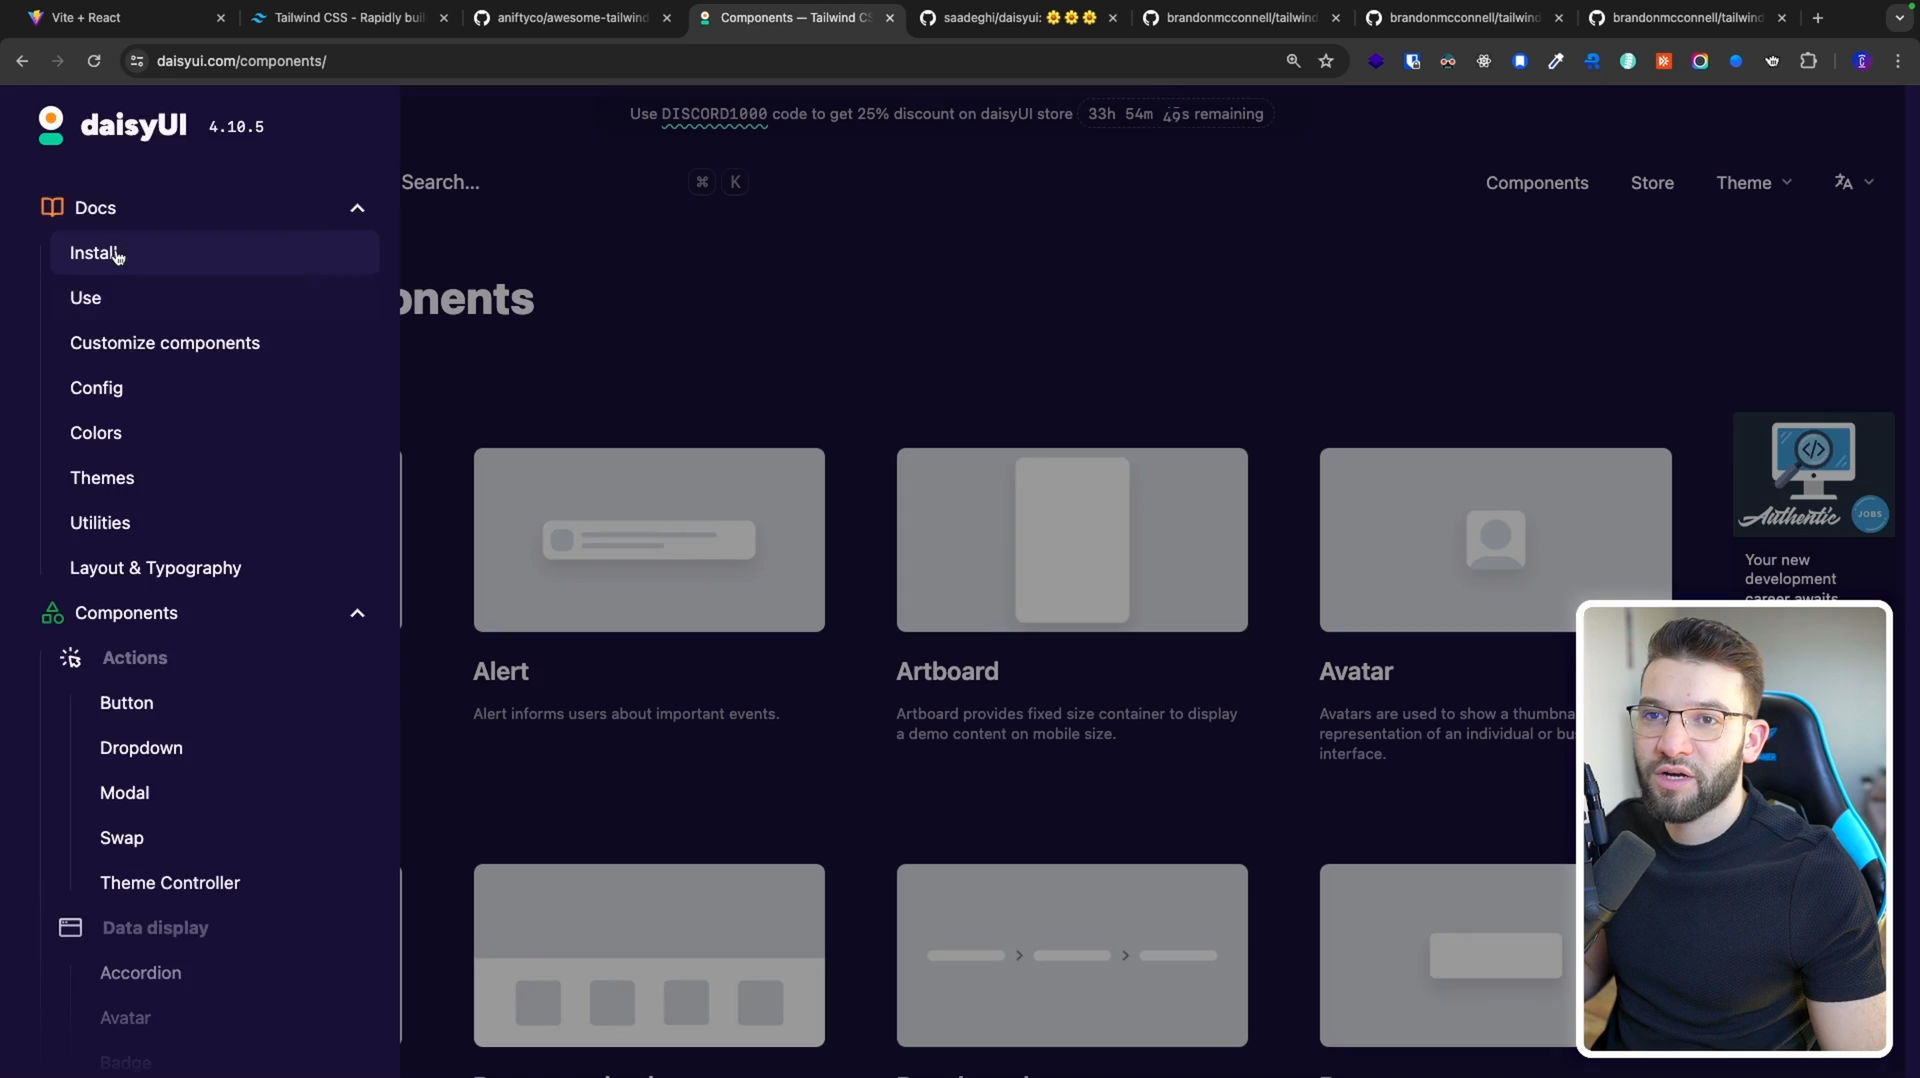 Vite + React
Tailwind CSS - Rapidly buil
aniftyco/awesome-tailwind
Components — Tailwind CS
saadeghi/daisyui: 🌼 🌼 🌼
brandonmcconnell/tailwind
brandonmcconnell/tailwind
brandonmcconnell/tailwind
daisyui.com/components/
daisyUI 4.10.5
Use DISCORD1000 code to get 25% discount on daisyUI store 33h 54m remaining
Search... ⌘ K
Components
Store
Theme
Docs
Install
Use
Customize components
Config
Colors
Themes
Utilities
Layout & Typography
Components
Actions
Button
Dropdown
Modal
Swap
Theme Controller
Data display
Accordion
Avatar
Badge
onents
Alert
Alert informs users about important events.
Artboard
Artboard provides fixed size container to display
a demo content on mobile size.
Avatar
Avatars are used to show a thumbna
representation of an individual or bus
interface.
Authentic JOBS
Your new
development
career awaits